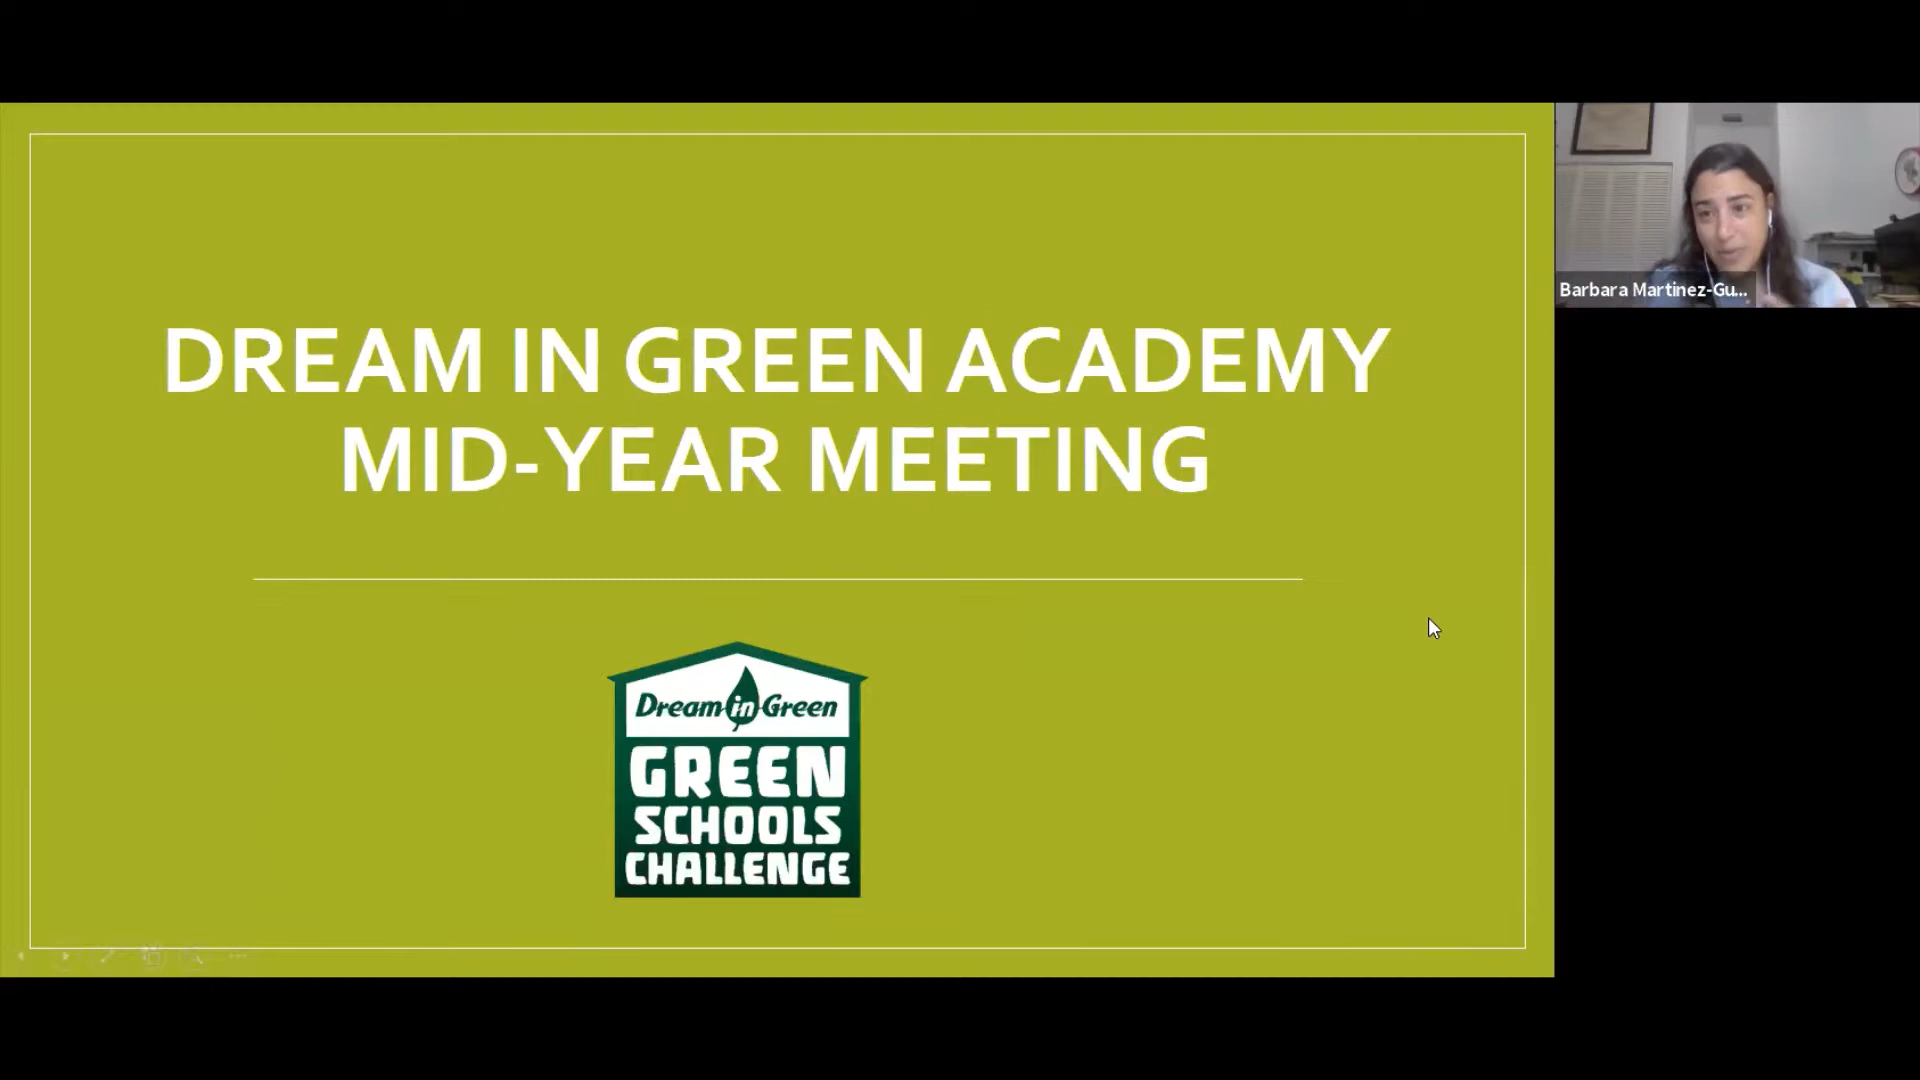 DREAM IN GREEN ACADEMY
MID-YEAR MEETING
Dream in Green
GREEN
SCHOOLS
CHALLENGE
Barbara Martinez-Gu...